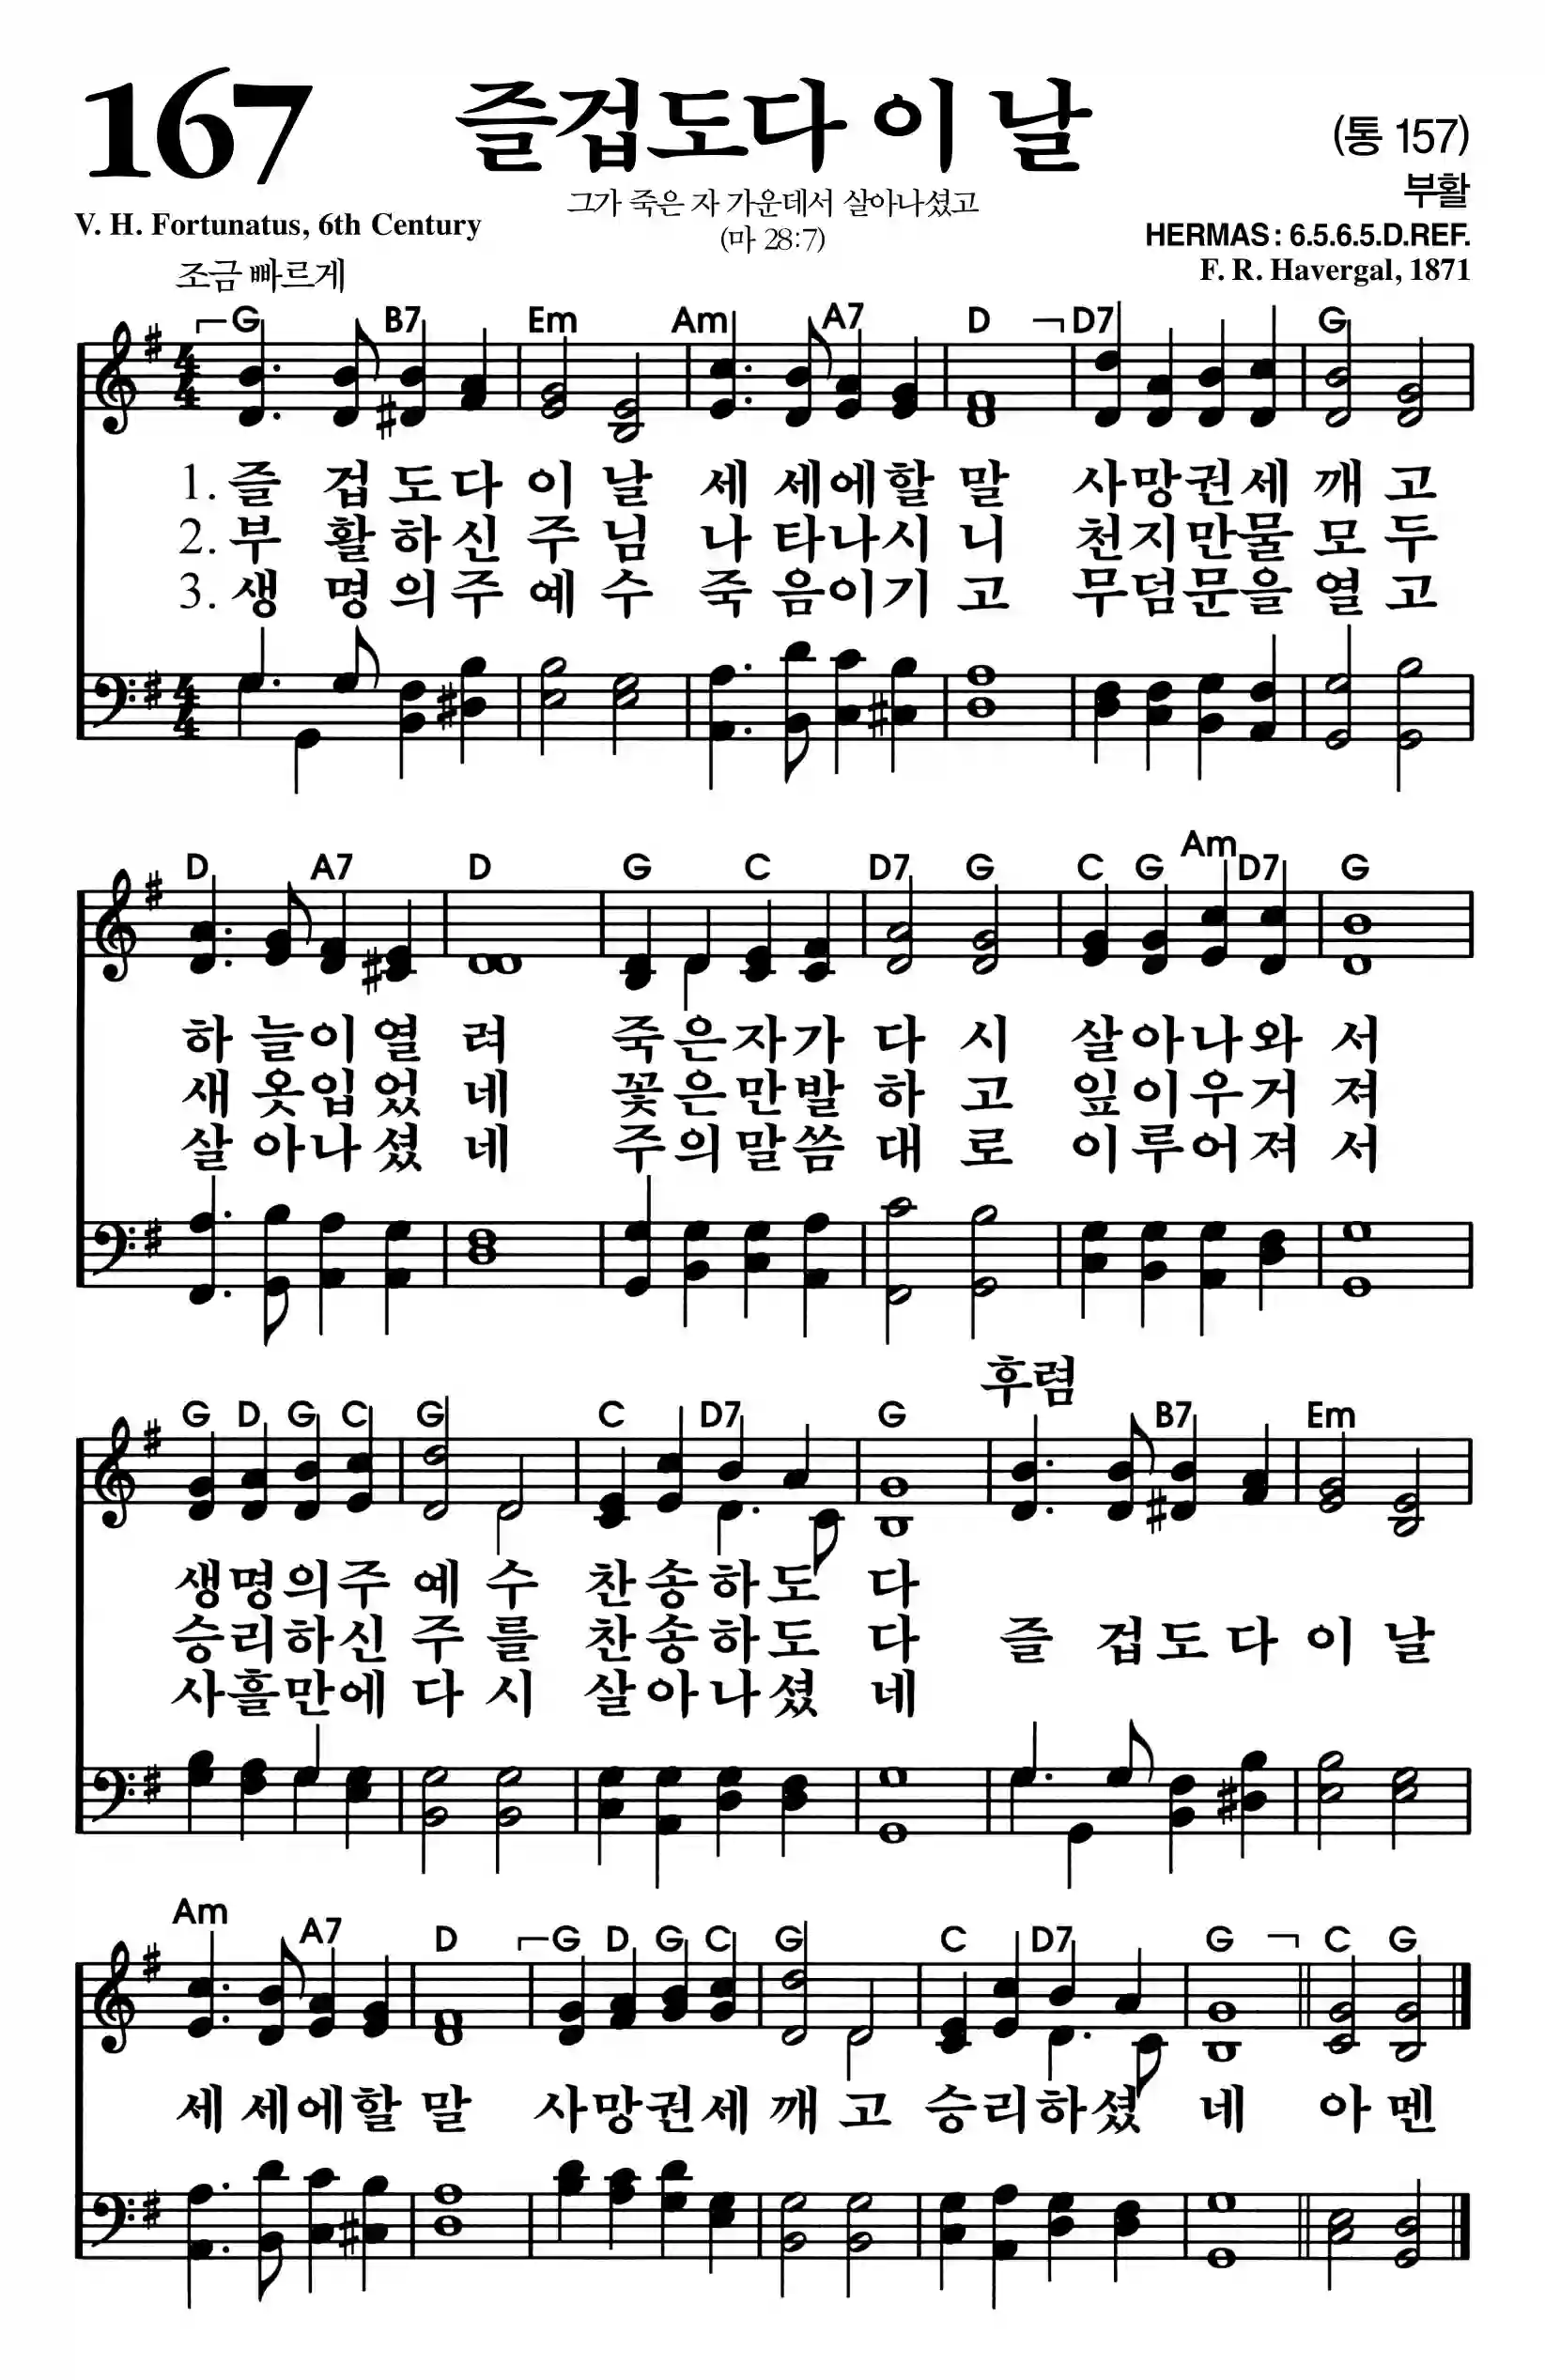 167 즐겁도다 이 날 (통 157)
그가 죽은 자 가운데서 살아나셨고
(마 28:7)
부활
V. H. Fortunatus, 6th Century
HERMAS : 6.5.6.5.D.REF.
F. R. Havergal, 1871
조금 빠르게
G B7 Em Am A7 D D7 G
1. 즐 겁 도 다 이 날 세 세에할 말 사망권세 깨 고
2. 부 활 하 신 주 님 나 타나시 니 천지만물 모 두
3. 생 명 의 주 예 수 죽 음이기 고 무덤문을 열 고
D A7 D G C D7 G C G Am D7 G
하 늘이 열 려 죽은자가 다 시 살아나와 서
새 옷입 었 네 꽃은만발 하 고 잎이우거 져
살 아나 셨 네 주의말씀 대 로 이루어져 서
후렴
G D G C G C D7 G B7 Em
생명의주 예 수 찬송하도 다
승리하신 주 를 찬송하도 다 즐 겁도 다 이 날
사흘만에 다 시 살아나셨 네
Am A7 D G D G C G C D7 G C G
세 세에할 말 사망권세 깨 고 승리하셨 네 아 멘